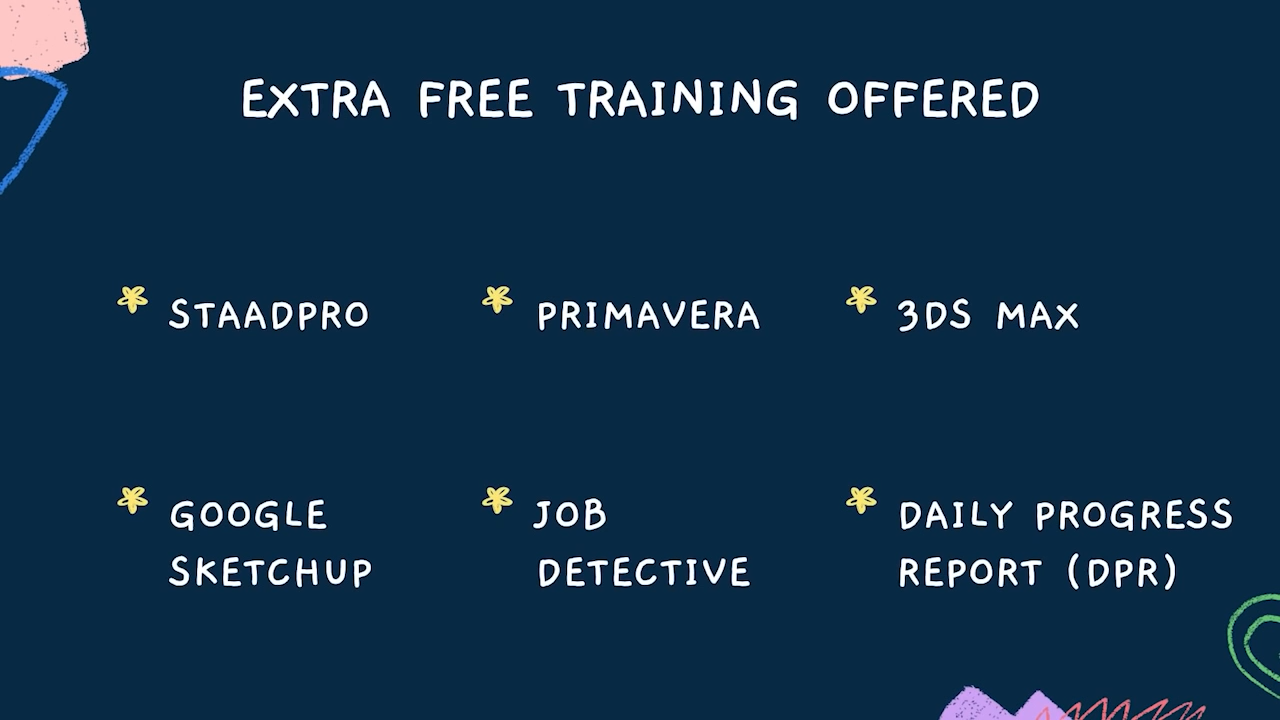 EXTRA FREE TRAINING OFFERED
STAADPRO
PRIMAVERA
3DS MAX
GOOGLE
SKETCHUP
JOB
DETECTIVE
DAILY PROGRESS
REPORT (DPR)